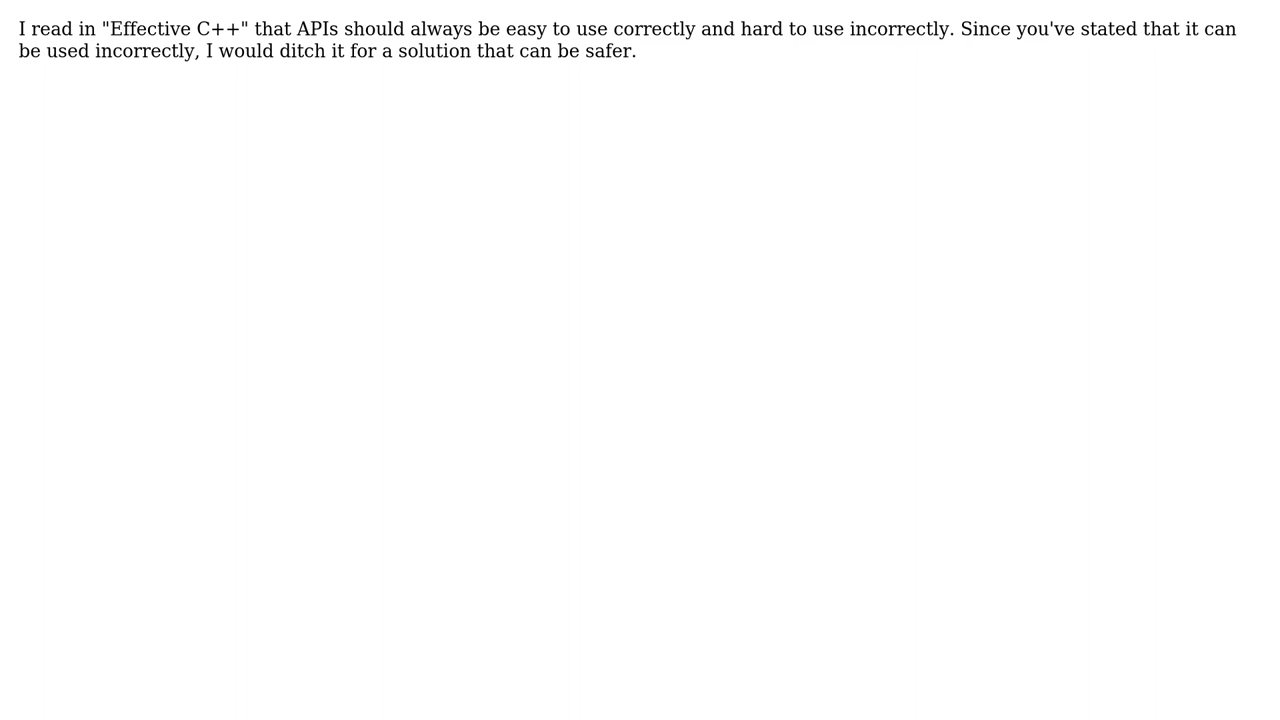 I read in "Effective C++" that APIs should always be easy to use correctly and hard to use incorrectly. Since you've stated that it can
be used incorrectly, I would ditch it for a solution that can be safer.